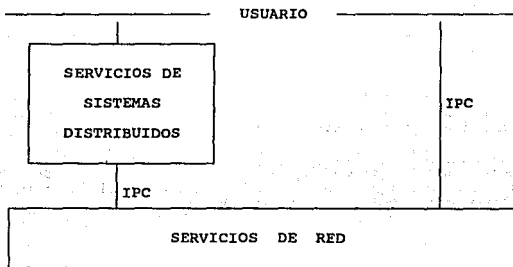 USUARIO
SERVICIOS DE
SISTEMAS
DISTRIBUIDOS
IPC
IPC
SERVICIOS DE RED